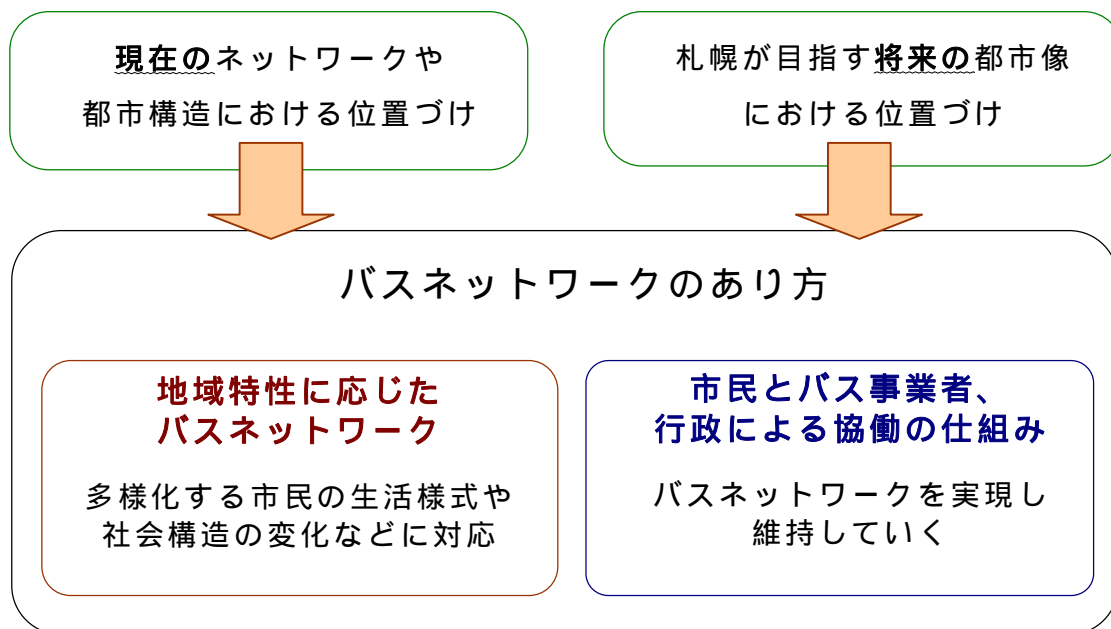 現在のネットワークや
都市構造における位置づけ
札幌が目指す将来の都市像
における位置づけ
バスネットワークのあり方
地域特性に応じた
バスネットワーク
多様化する市民の生活様式や
社会構造の変化などに対応
市民とバス事業者、
行政による協働の仕組み
バスネットワークを実現し
維持していく